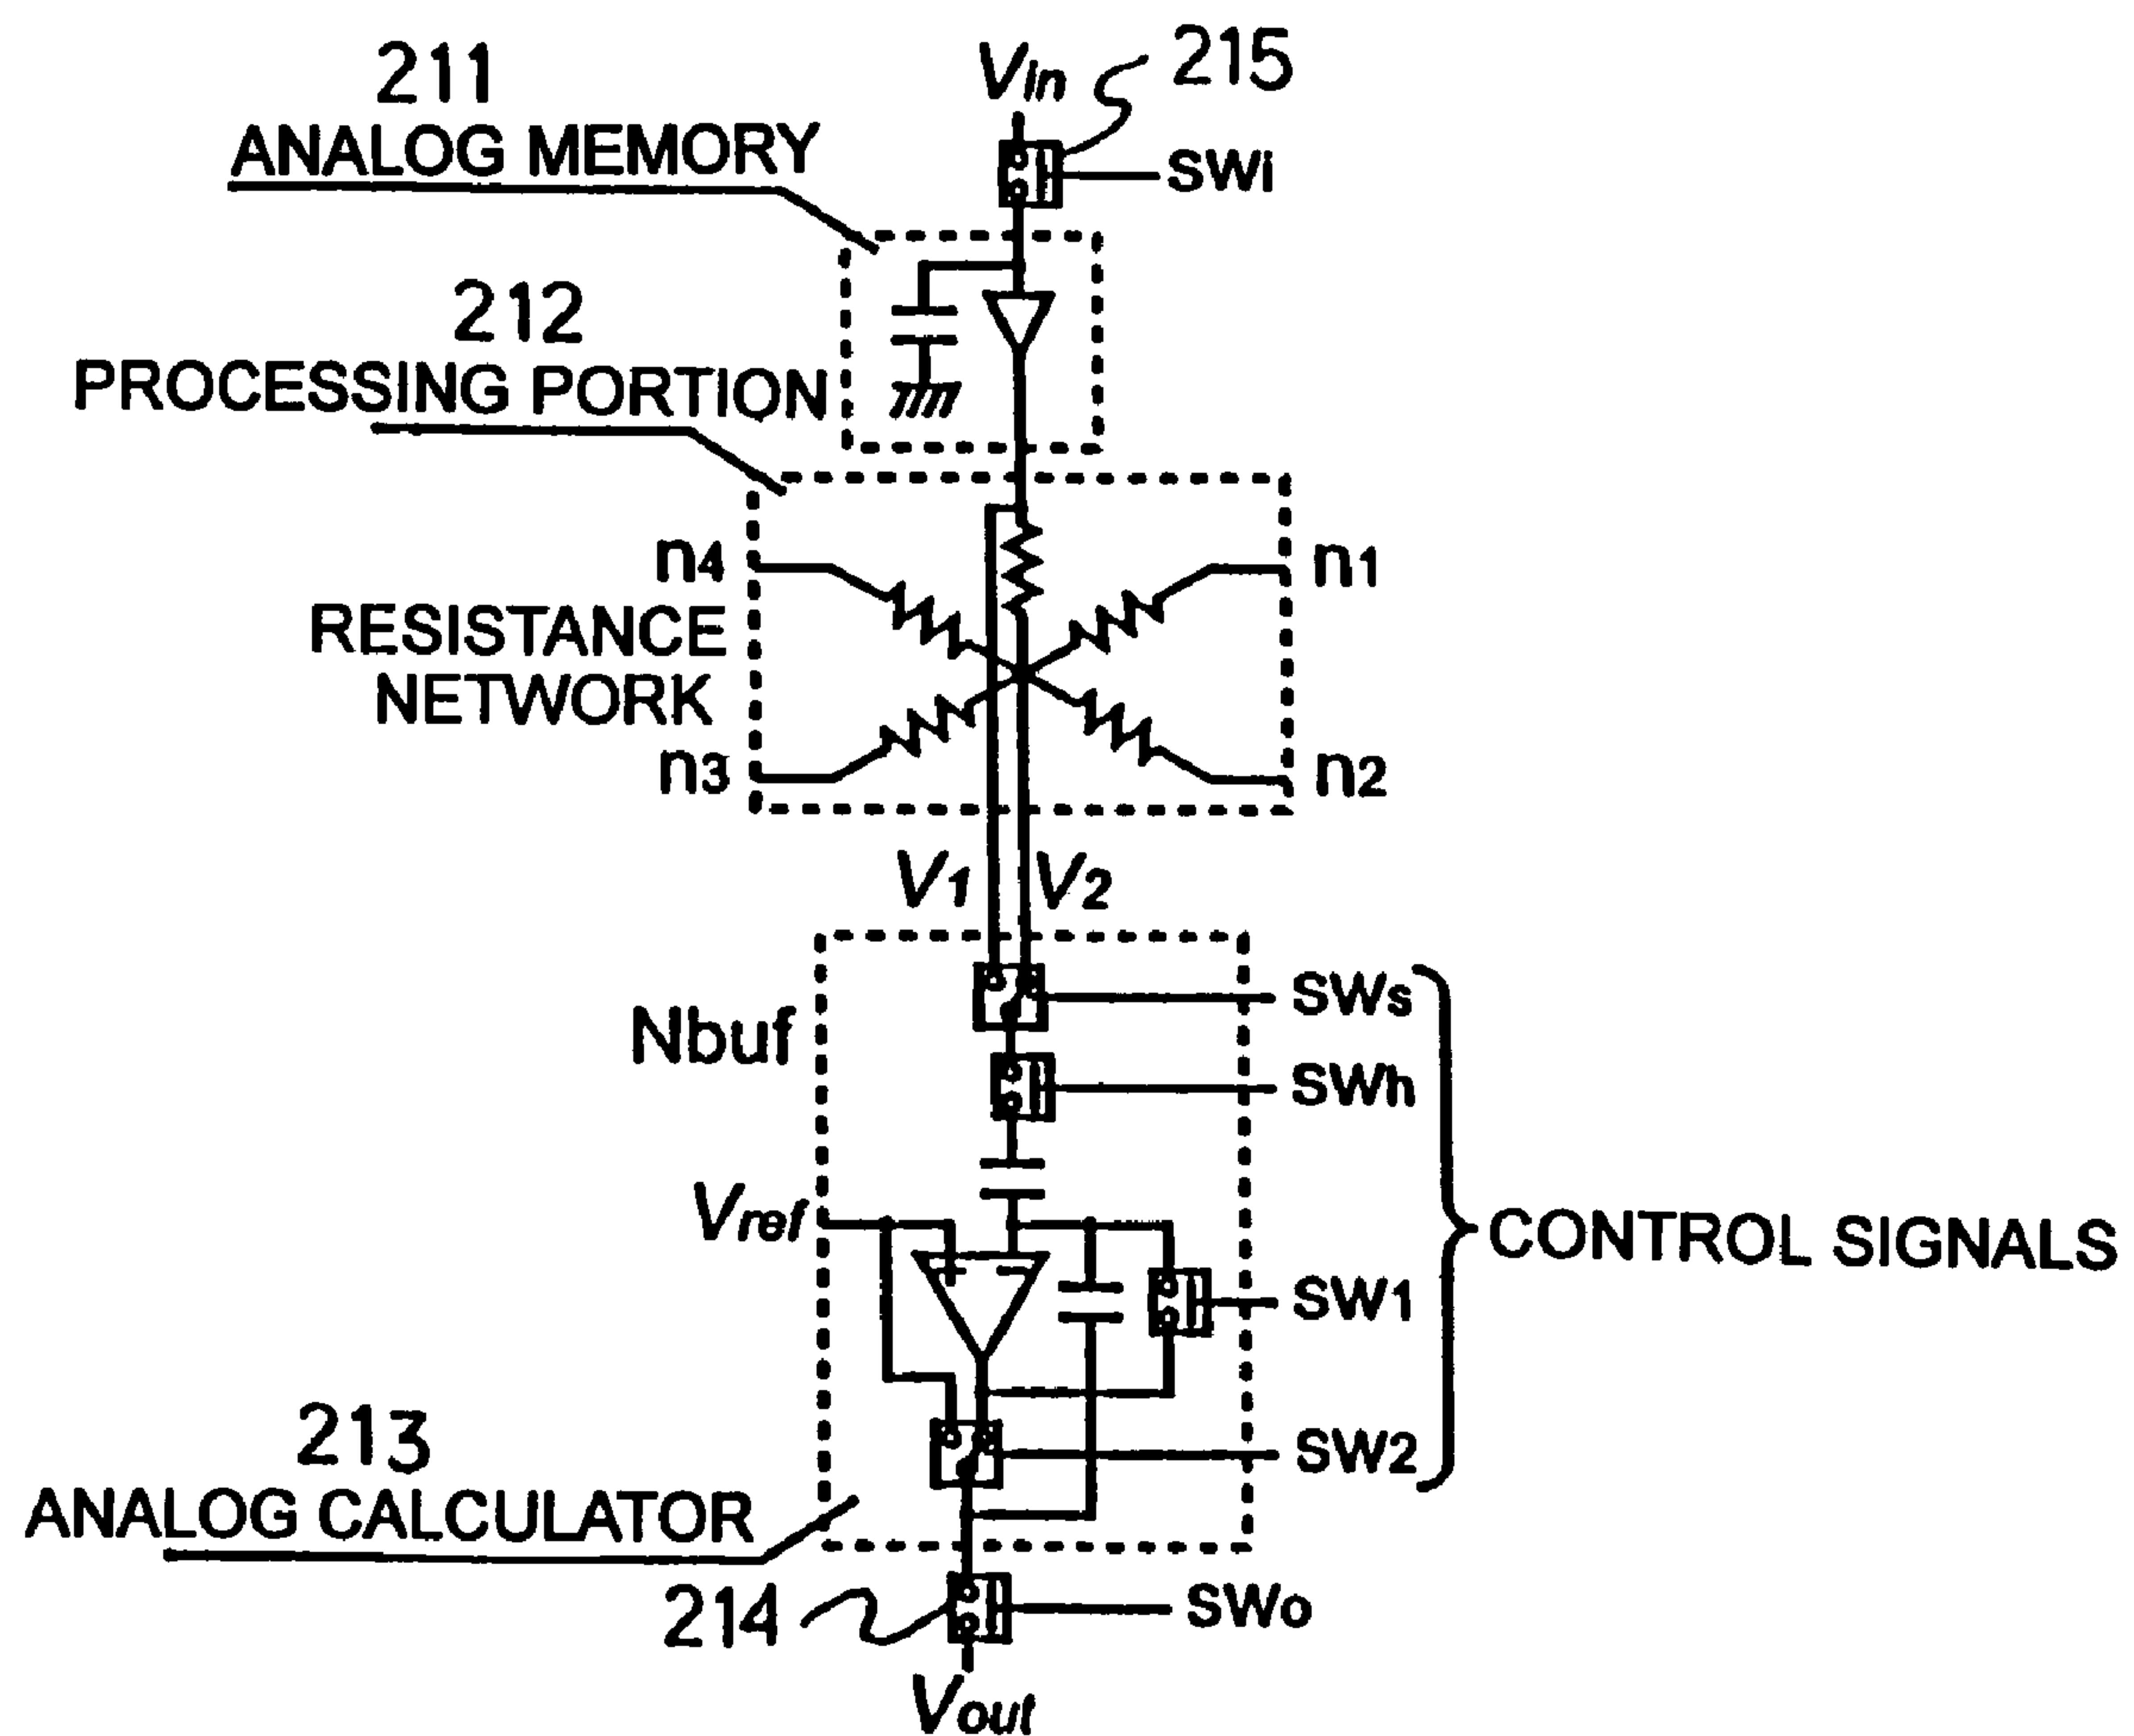 211
ANALOG MEMORY
Vin
215
SWi
212
PROCESSING PORTION
n4
n1
RESISTANCE
NETWORK
n3
n2
V1
V2
Nbuf
SWs
SWh
Vref
CONTROL SIGNALS
SW1
SW2
213
ANALOG CALCULATOR
214
SWo
Vout